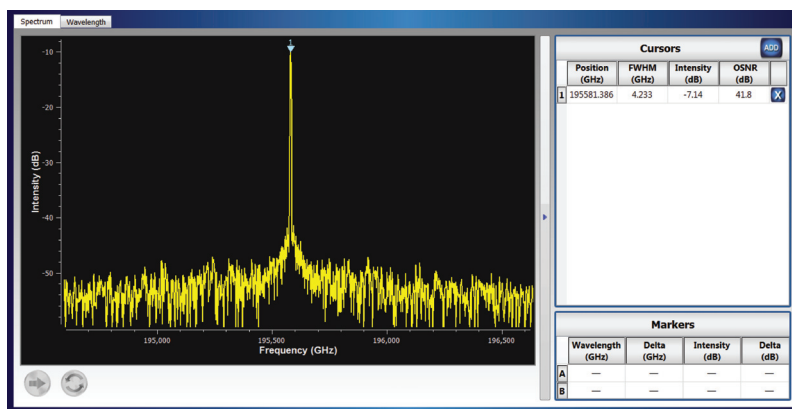 Spectrum Wavelength
Cursors ADD
Position (GHz) FWHM (GHz) Intensity (dB) OSNR (dB)
1 195581.386 4.233 -7.14 41.8 X
-10
-20
-30
-40
-50
Intensity (dB)
1
195,000 195,500 196,000 196,500
Frequency (GHz)
Markers
Wavelength (GHz) Delta (GHz) Intensity (dB) Delta (dB)
A — — — —
B — — — —